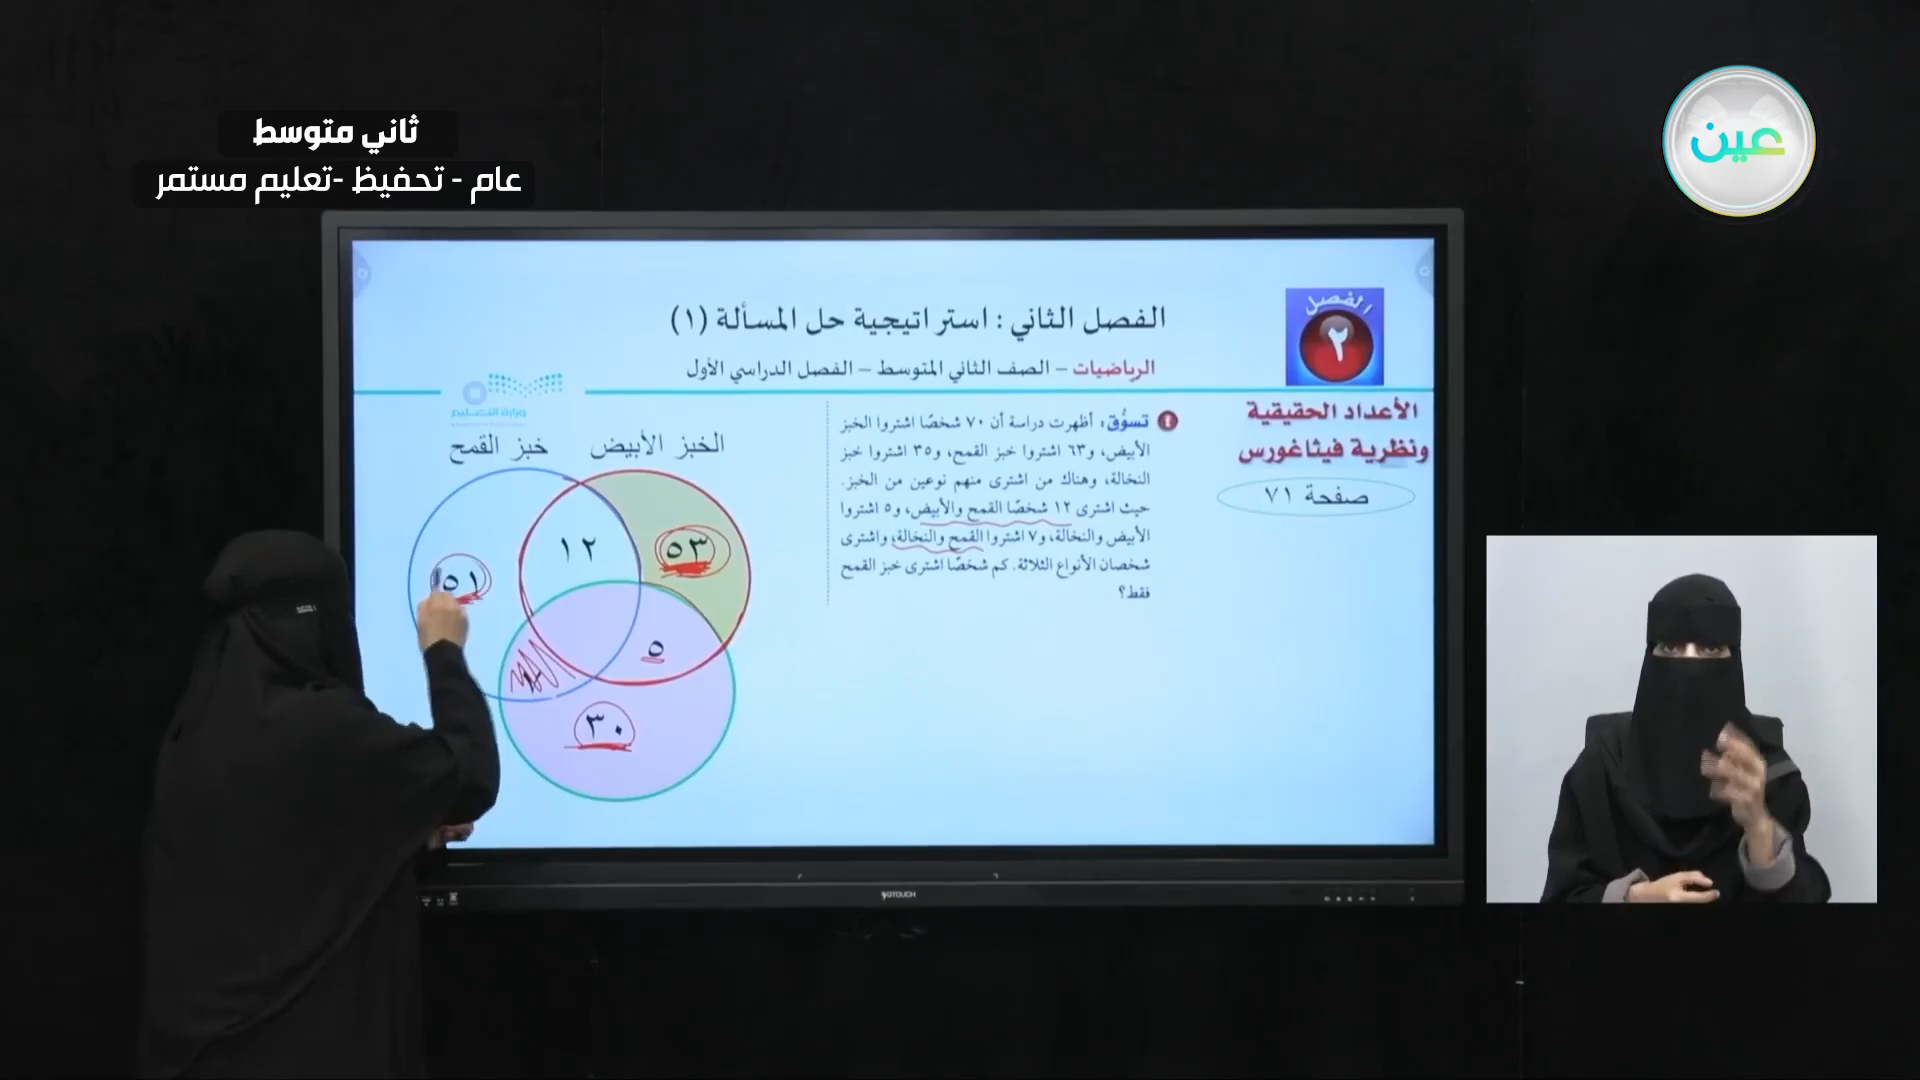 ثاني متوسط
عام - تحفيظ -تعليم مستمر
عين
الفصل
٢
الفصل الثاني : استراتيجية حل المسألة (١)
الرياضيات – الصف الثاني المتوسط – الفصل الدراسي الأول
وزارة التعليم
الأعداد الحقيقية
ونظرية فيثاغورس
صفحة ٧١
٤ تسوُّق: أظهرت دراسة أن ٧٠ شخصًا اشتروا الخبز
الأبيض، و٦٣ اشتروا خبز القمح، و٣٥ اشتروا خبز
النخالة، وهناك من اشترى منهم نوعين من الخبز.
حيث اشترى ١٢ شخصًا القمح والأبيض، و٥ اشتروا
الأبيض والنخالة، و٧ اشتروا القمح والنخالة، واشترى
شخصان الأنواع الثلاثة. كم شخصًا اشترى خبز القمح
فقط؟
الخبز الأبيض
خبز القمح
١٢
٥٣
٥١
٥
٣٠